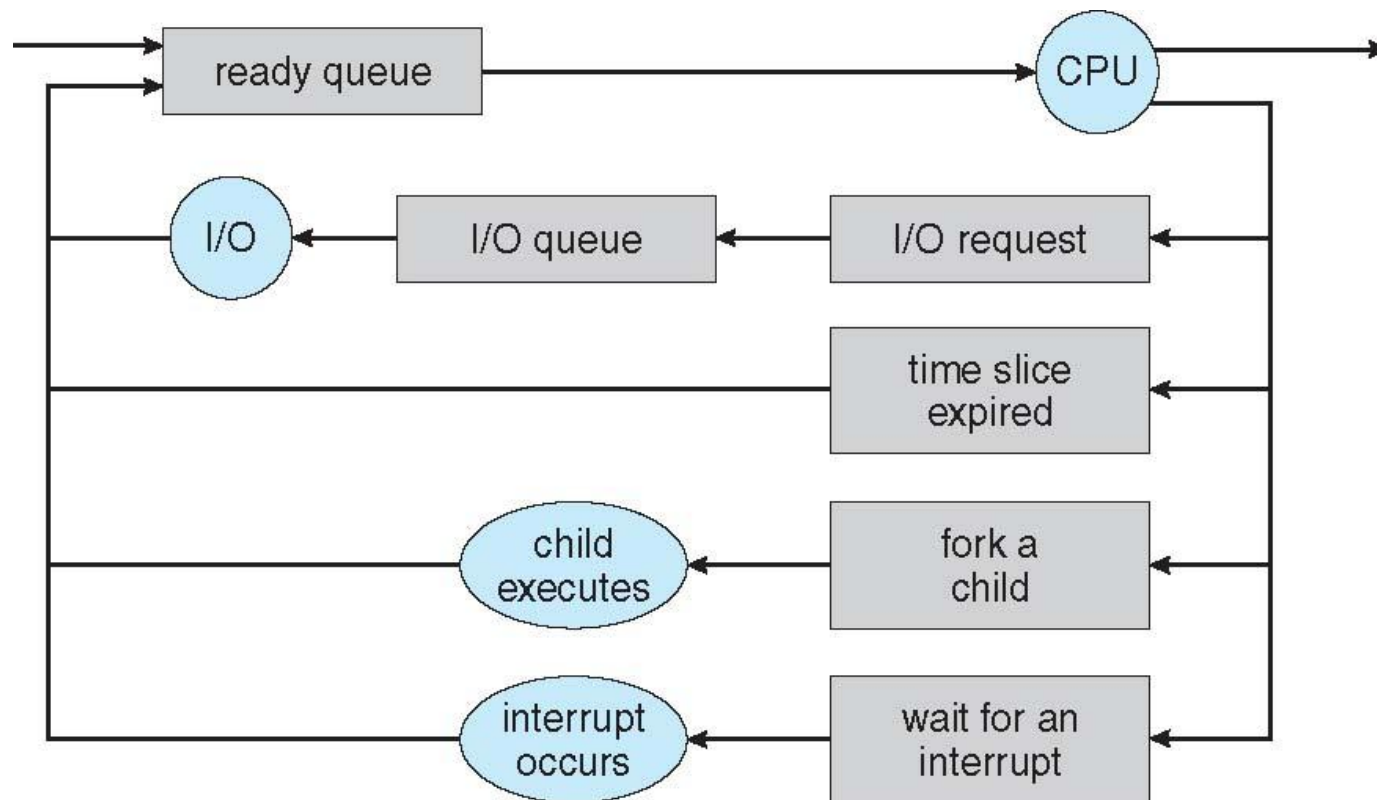 ready queue
CPU
I/O
I/O queue
I/O request
time slice
expired
child
executes
fork a
child
interrupt
occurs
wait for an
interrupt